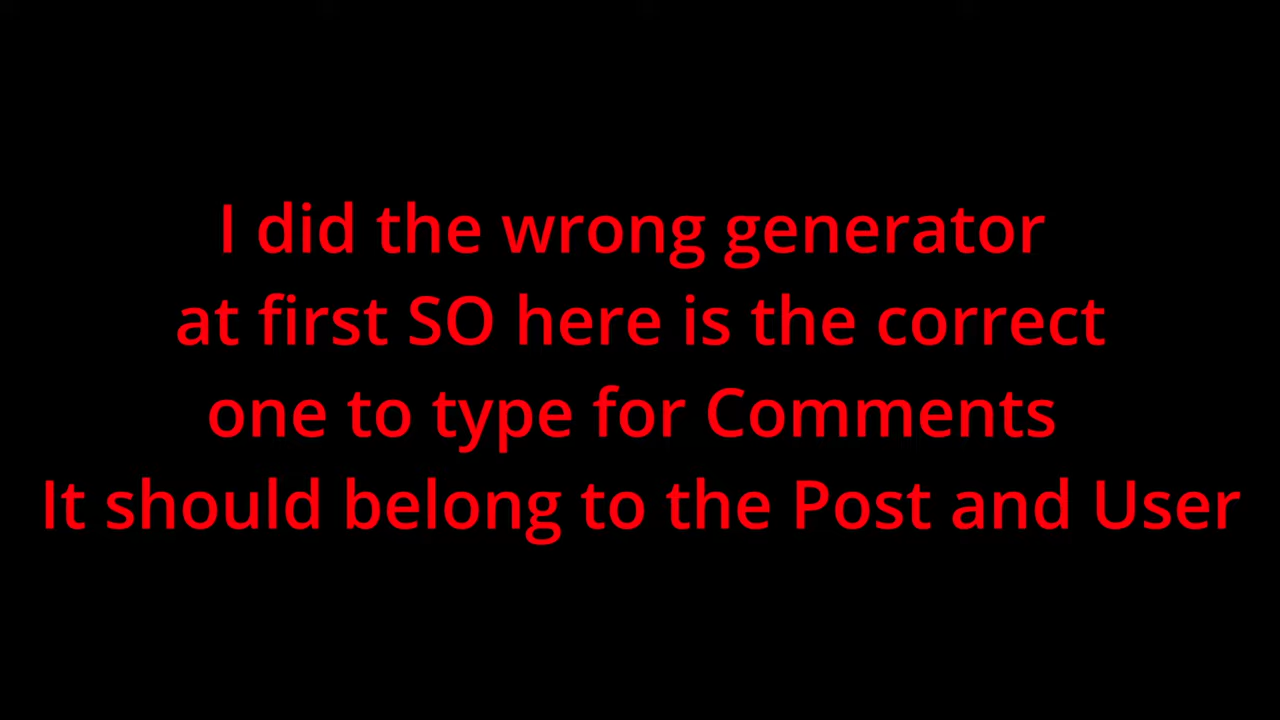 I did the wrong generator
at first SO here is the correct
one to type for Comments
It should belong to the Post and User